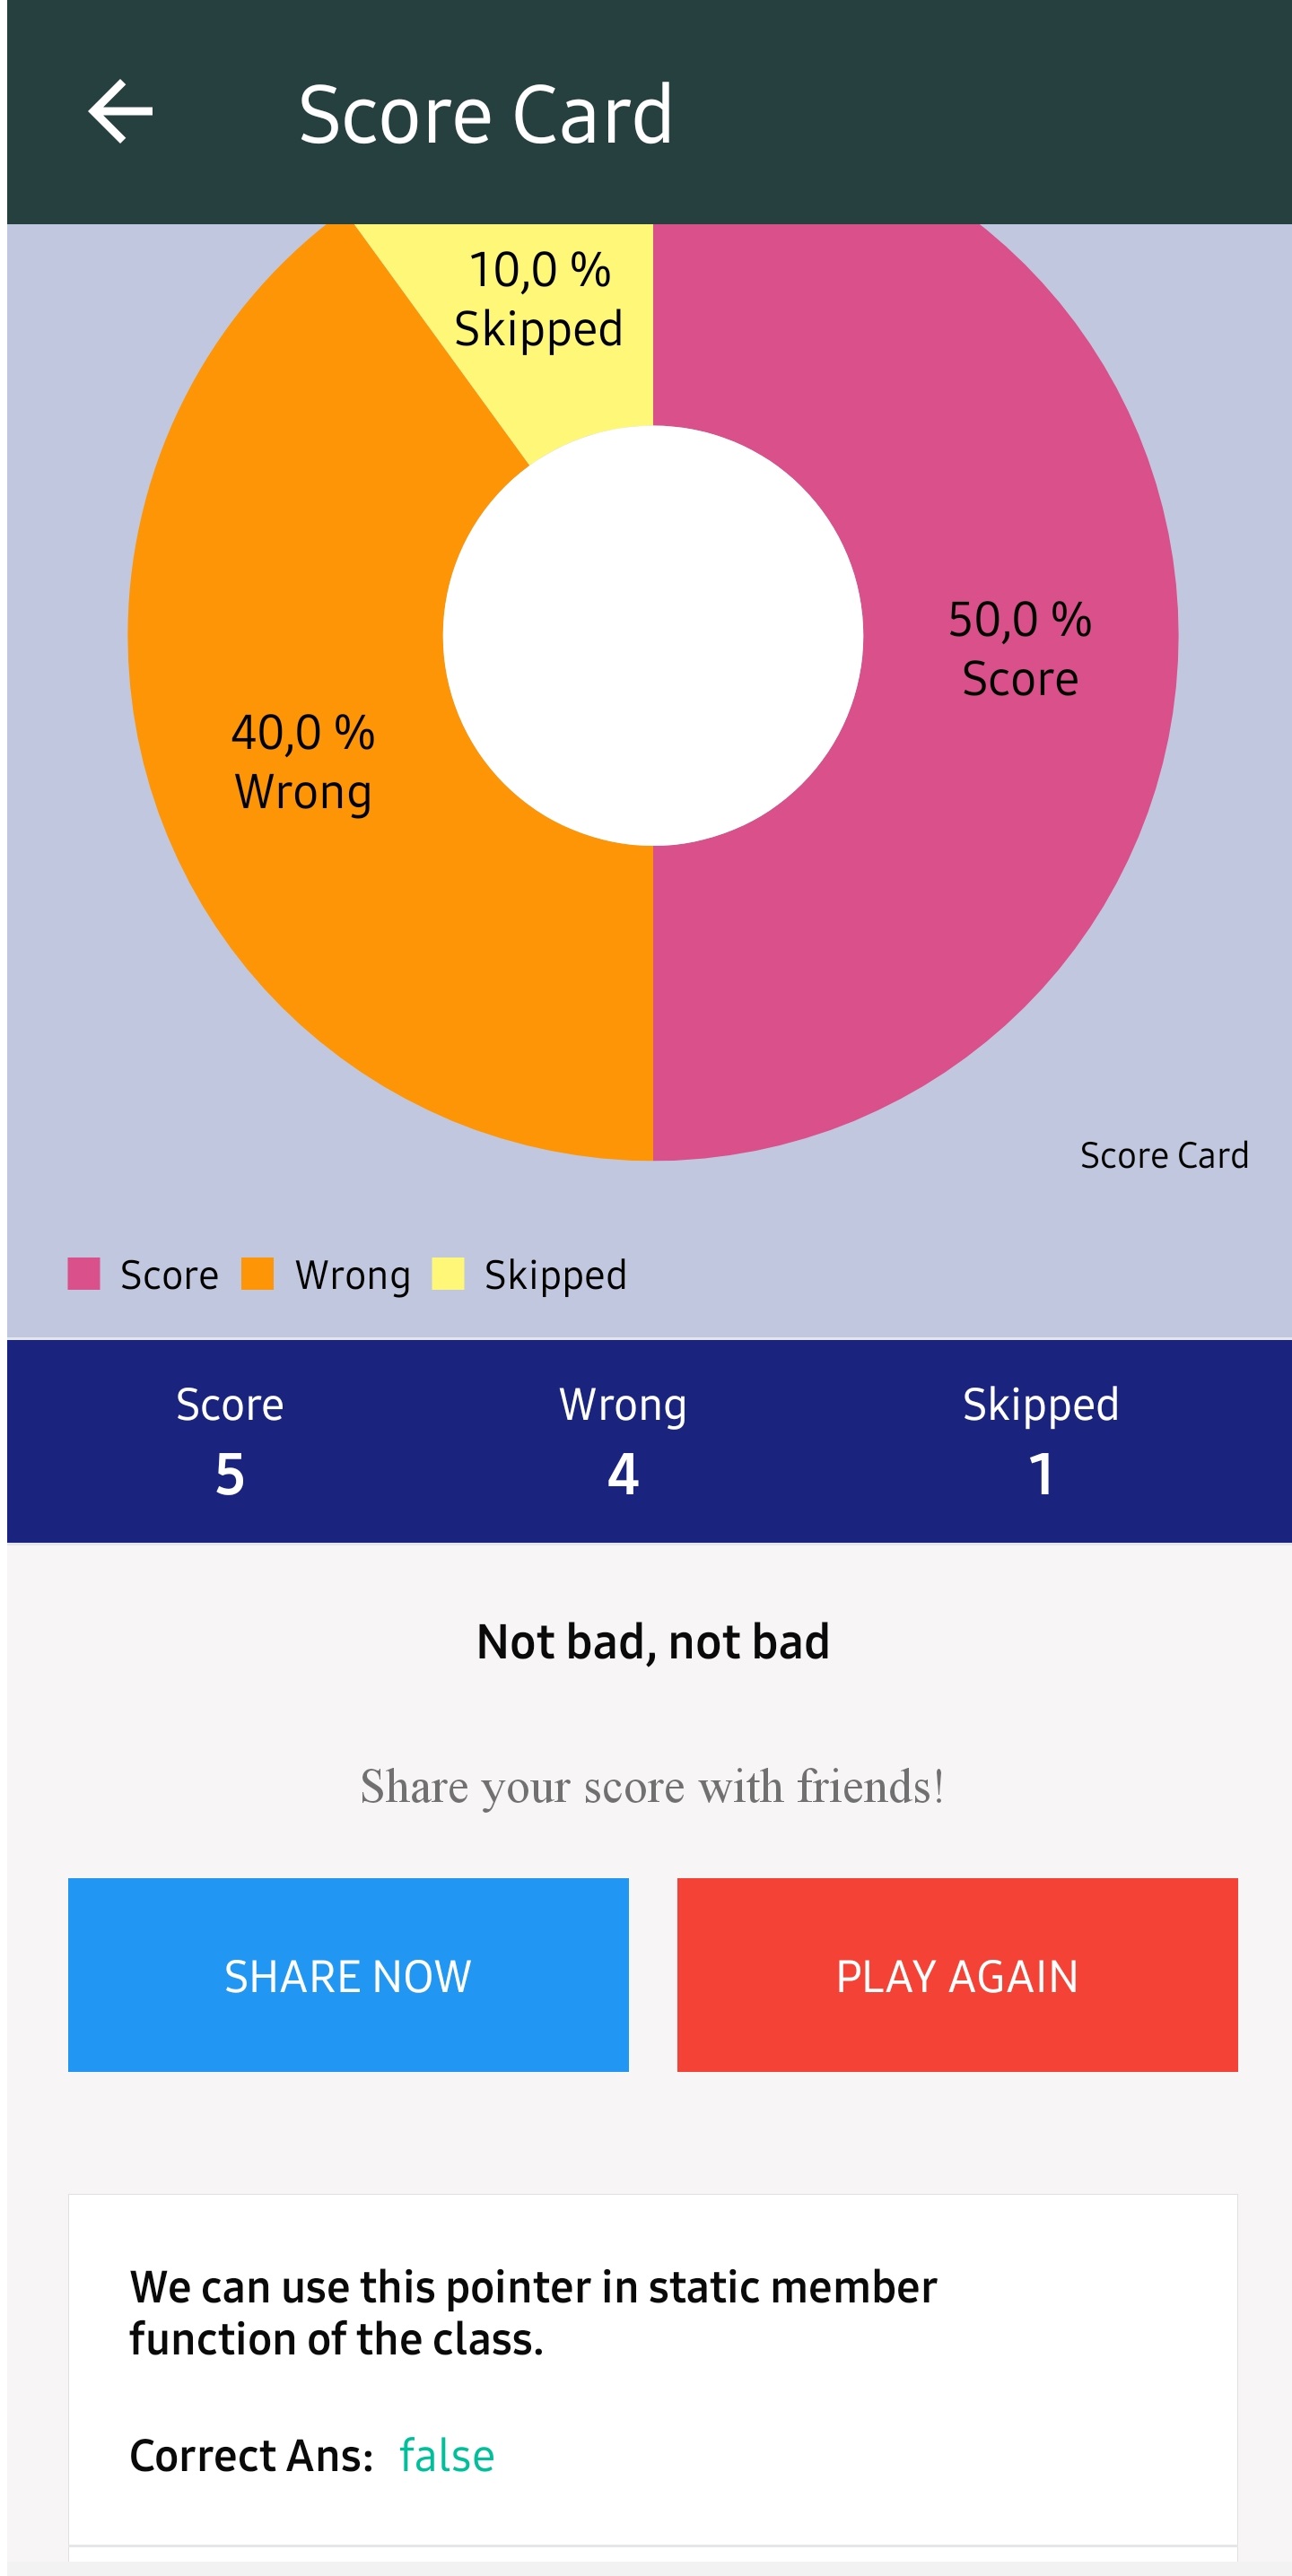 Score Card
10,0 %
Skipped
50,0 %
Score
40,0 %
Wrong
Score Card
Score Wrong Skipped
Score Wrong Skipped
5 4 1
Not bad, not bad
Share your score with friends!
SHARE NOW PLAY AGAIN
We can use this pointer in static member
function of the class.
Correct Ans: false